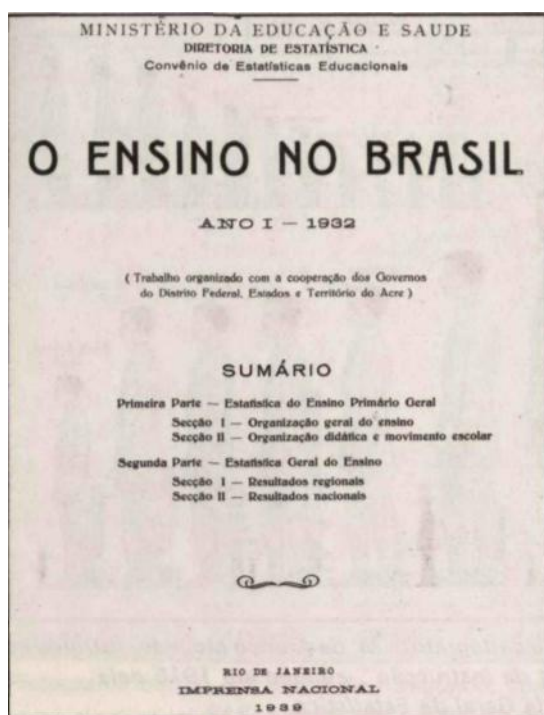 MINISTÉRIO DA EDUCAÇÃO E SAUDE
DIRETORIA DE ESTATÍSTICA
Convênio de Estatísticas Educacionais
O ENSINO NO BRASIL
ANO I — 1932
( Trabalho organizado com a cooperação dos Governos
do Distrito Federal, Estados e Território do Acre )
SUMÁRIO
Primeira Parte — Estatística do Ensino Primário Geral
Secção I — Organização geral do ensino
Secção II — Organização didática e movimento escolar
Segunda Parte — Estatística Geral do Ensino
Secção I — Resultados regionais
Secção II — Resultados nacionais
RIO DE JANEIRO
IMPRENSA NACIONAL
1939